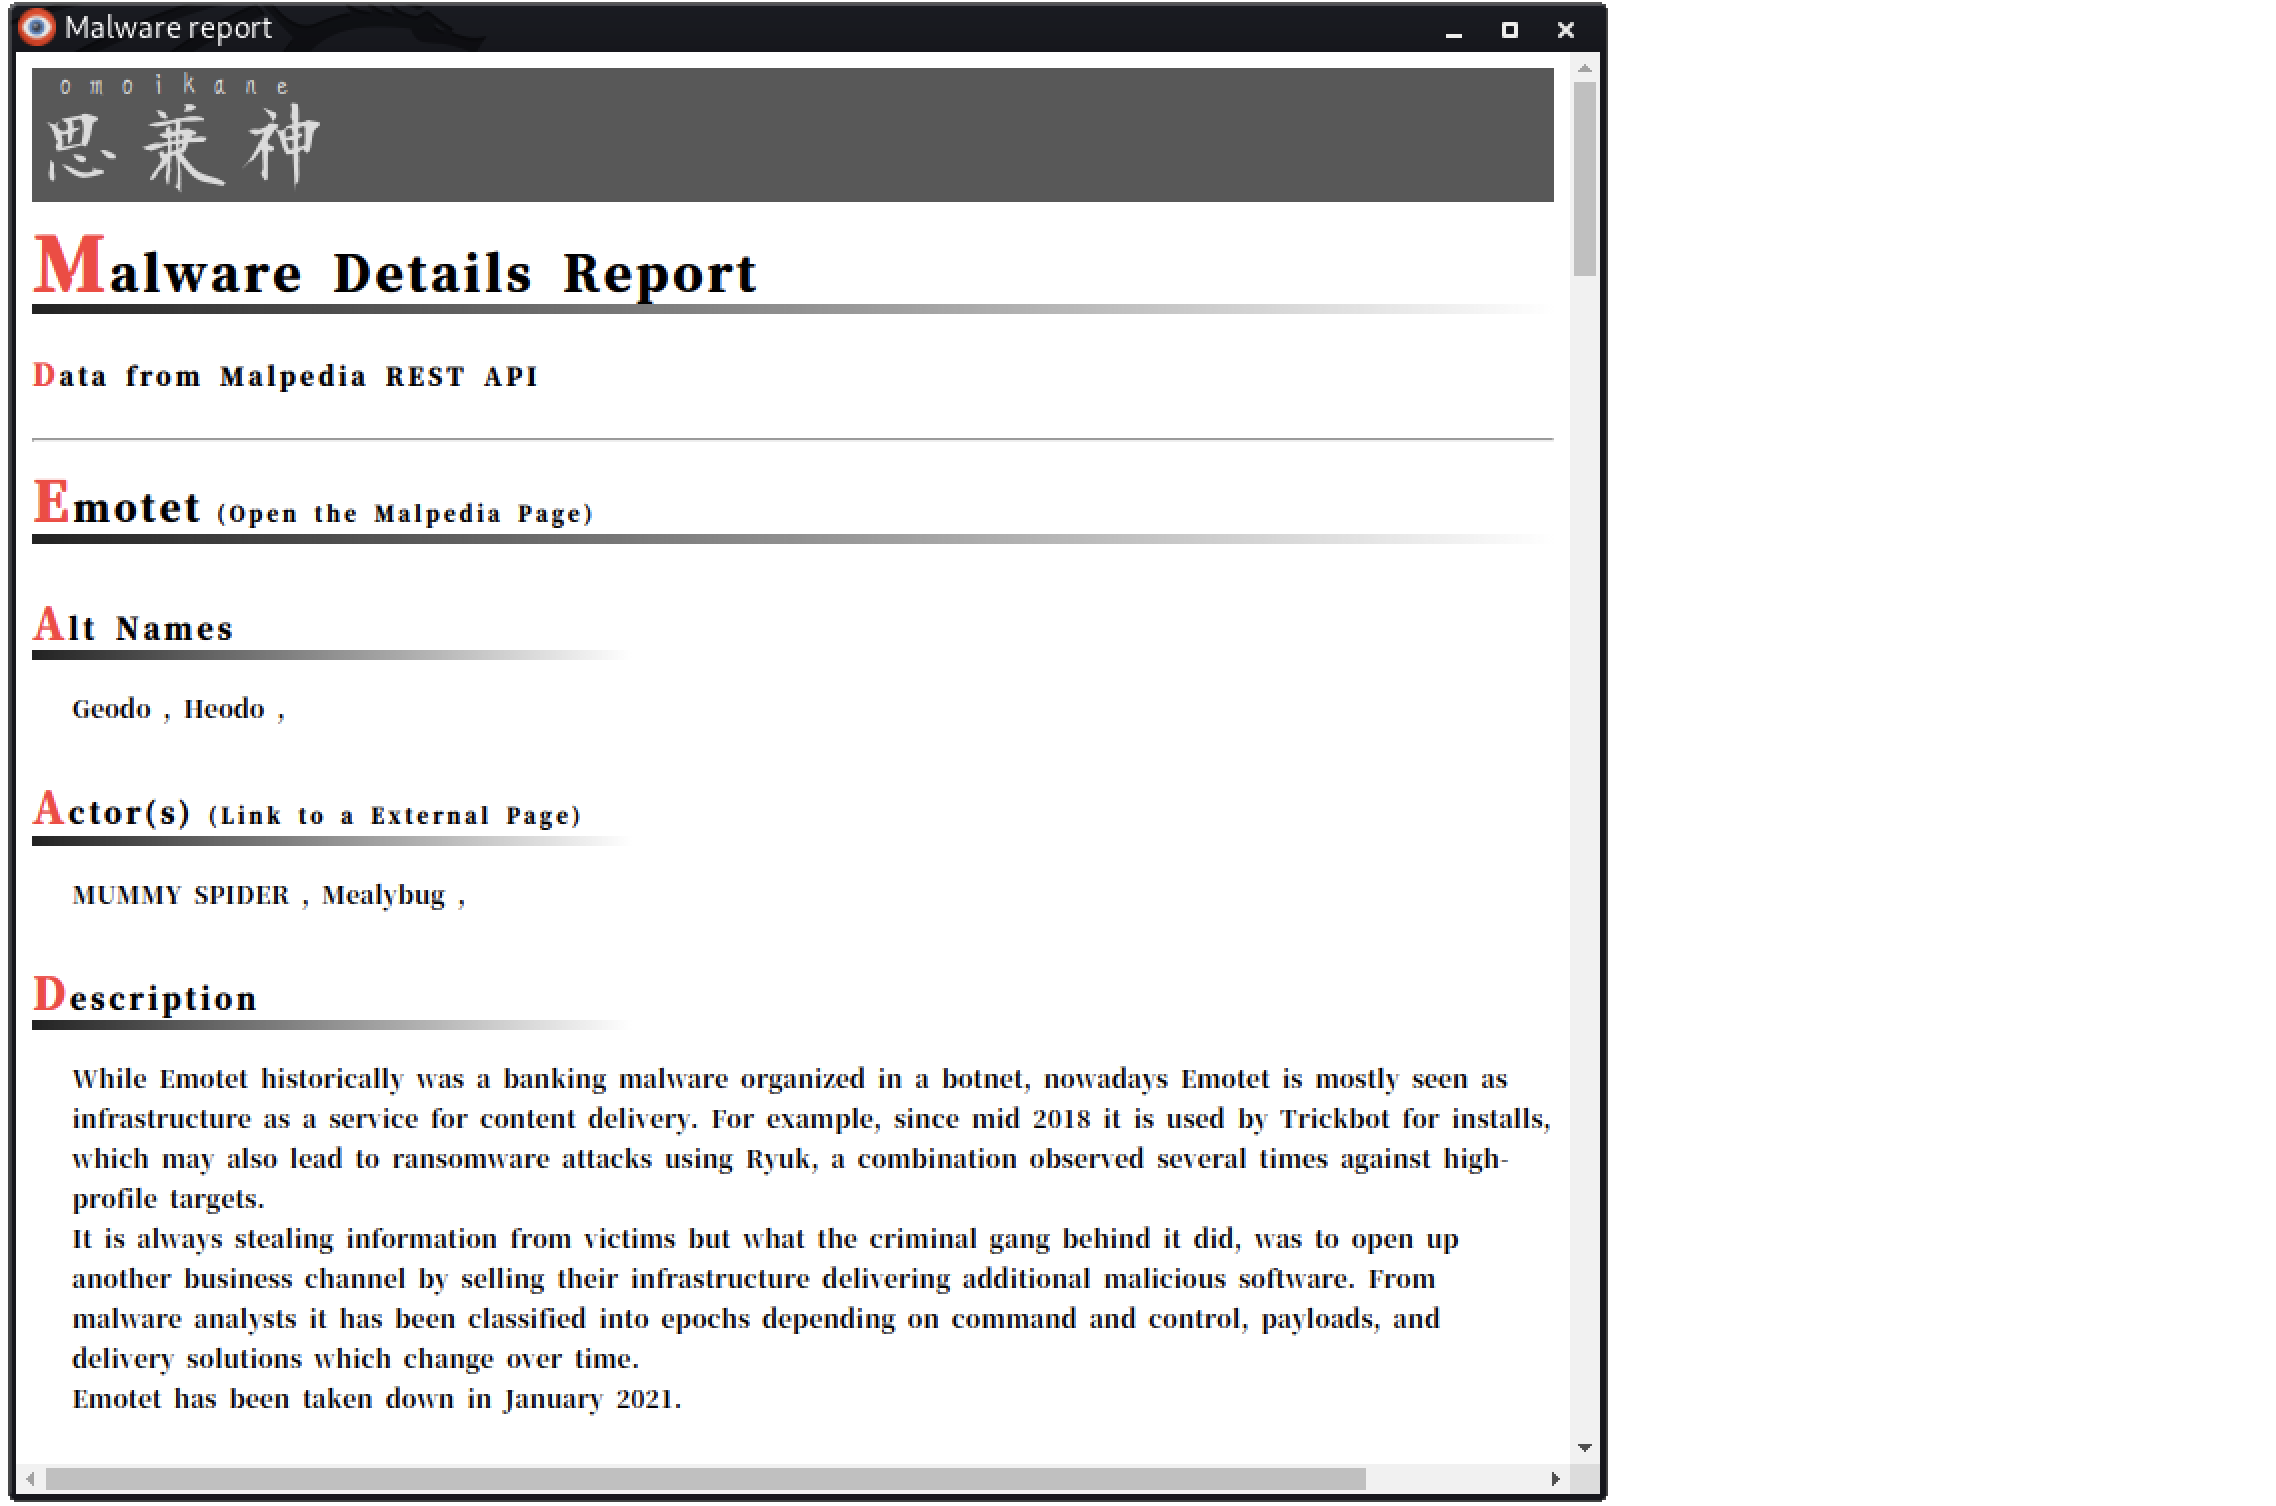 Malware report
omoikane
思兼神
Malware Details Report
Data from Malpedia REST API
Emotet (Open the Malpedia Page)
Alt Names
Geodo , Heodo ,
Actor(s) (Link to a External Page)
MUMMY SPIDER , Mealybug ,
Description
While Emotet historically was a banking malware organized in a botnet, nowadays Emotet is mostly seen as
infrastructure as a service for content delivery. For example, since mid 2018 it is used by Trickbot for installs,
which may also lead to ransomware attacks using Ryuk, a combination observed several times against high-
profile targets.
It is always stealing information from victims but what the criminal gang behind it did, was to open up
another business channel by selling their infrastructure delivering additional malicious software. From
malware analysts it has been classified into epochs depending on command and control, payloads, and
delivery solutions which change over time.
Emotet has been taken down in January 2021.